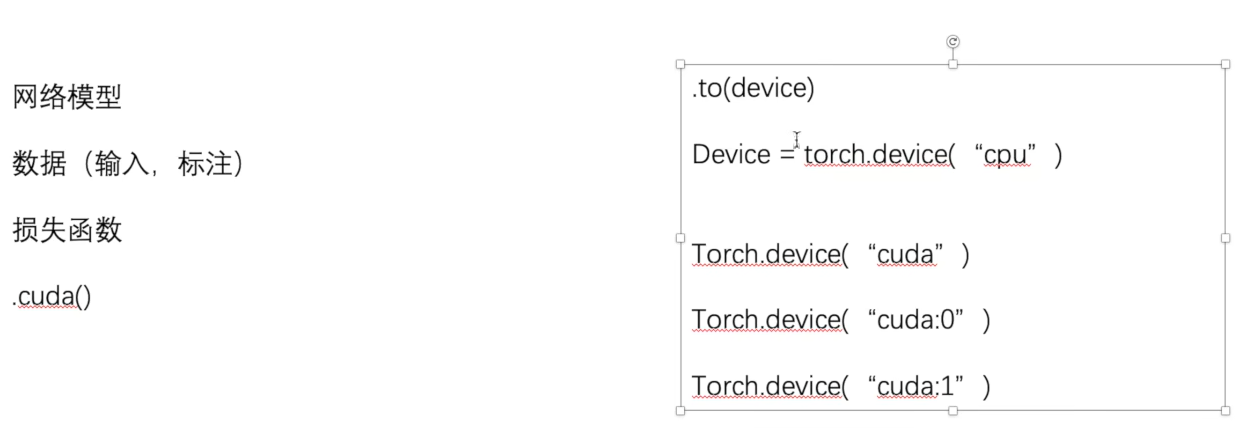 网络模型
数据（输入，标注）
损失函数
.cuda()
.to(device)
Device = torch.device( “cpu” )
Torch.device( “cuda” )
Torch.device( “cuda:0” )
Torch.device( “cuda:1” )